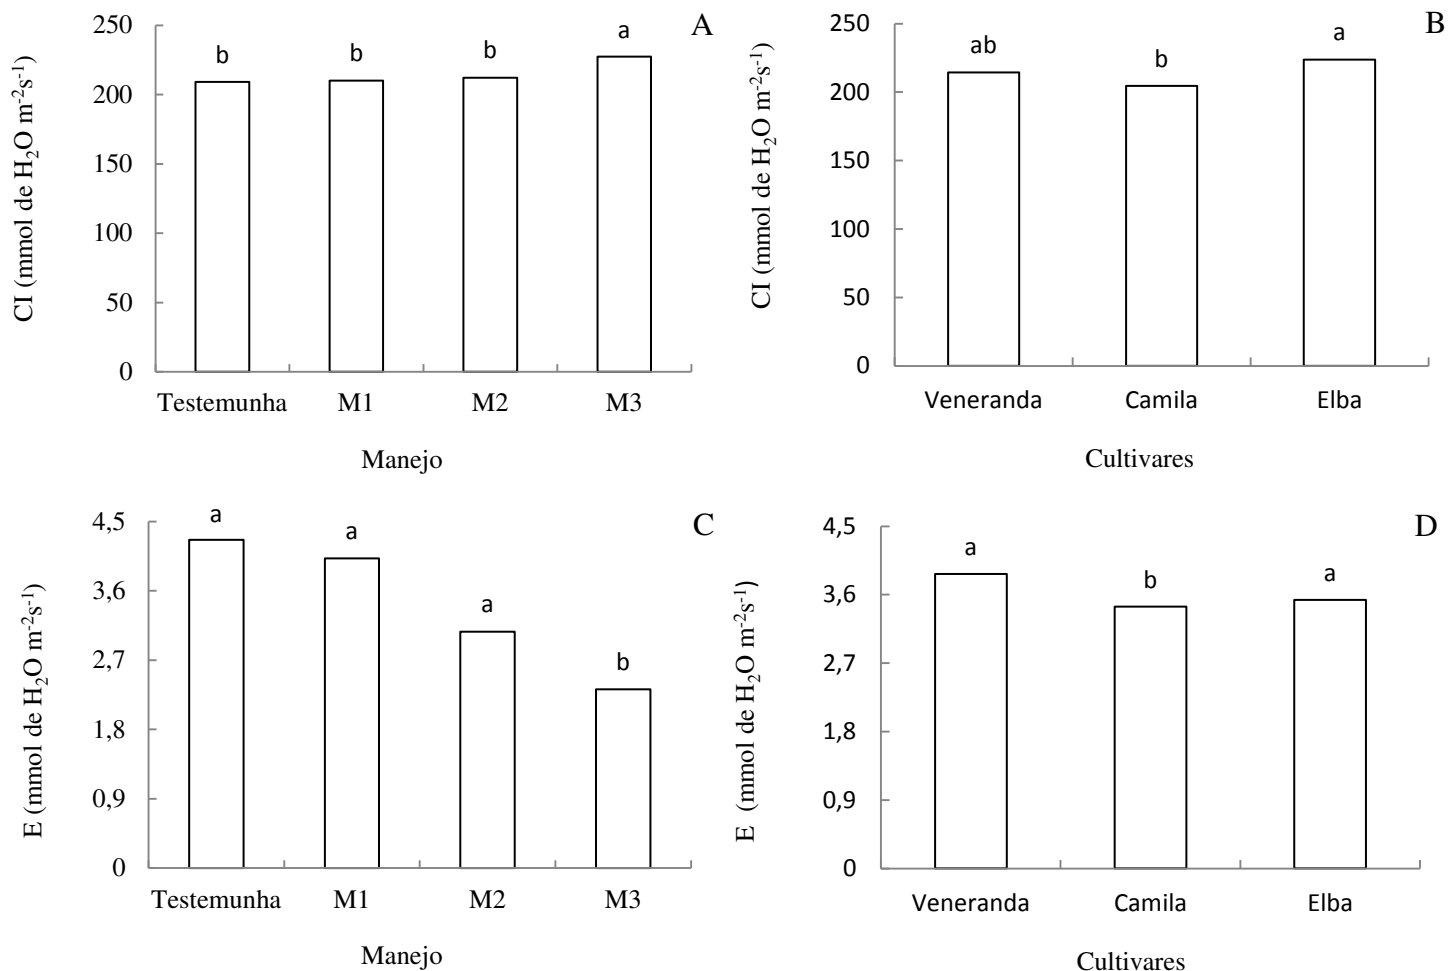 A
CI (mmol de H₂O m⁻²s⁻¹)
250
200
150
100
50
0
b
b
b
a
Testemunha M1 M2 M3
Manejo
B
CI (mmol de H₂O m⁻²s⁻¹)
250
200
150
100
50
0
ab
b
a
Veneranda Camila Elba
Cultivares
C
E (mmol de H₂O m⁻²s⁻¹)
4,5
3,6
2,7
1,8
0,9
0
a
a
a
b
Testemunha M1 M2 M3
Manejo
D
E (mmol de H₂O m⁻²s⁻¹)
4,5
3,6
2,7
1,8
0,9
0
a
b
a
Veneranda Camila Elba
Cultivares